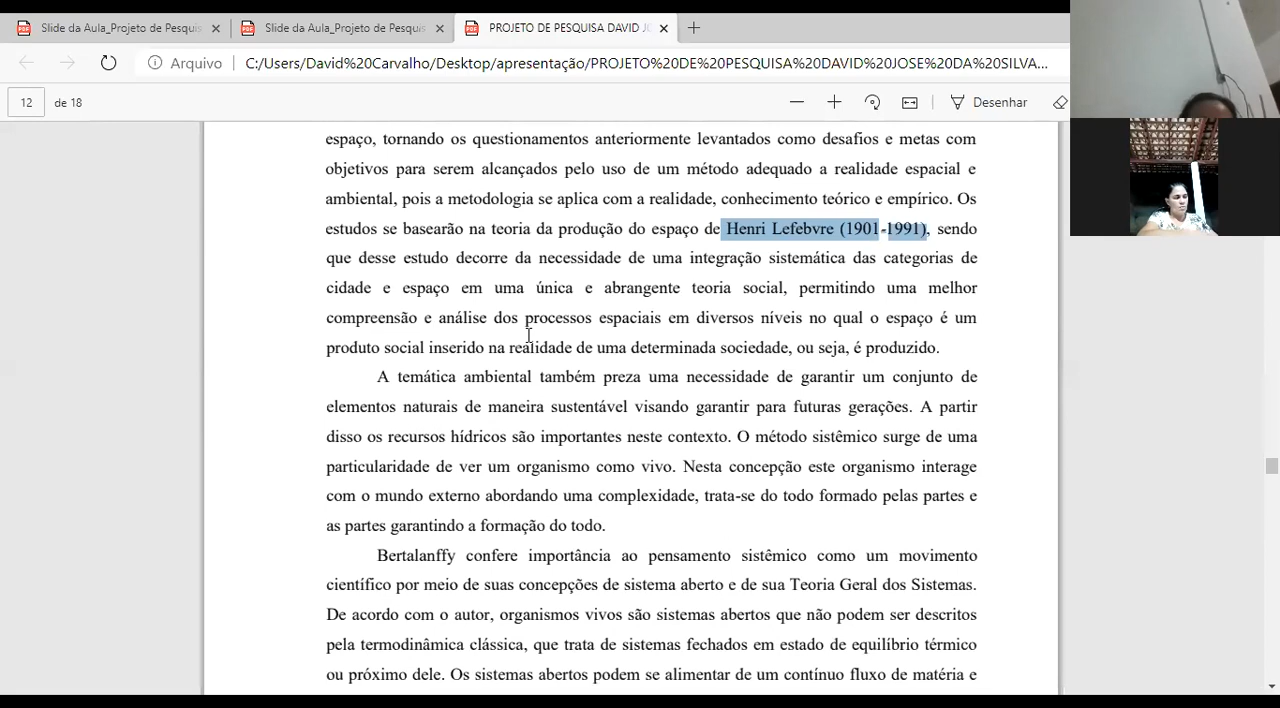 Slide da Aula_Projeto de Pesquis
Slide da Aula_Projeto de Pesquis
PROJETO DE PESQUISA DAVID JO
Arquivo
C:/Users/David%20Carvalho/Desktop/apresentação/PROJETO%20DE%20PESQUISA%20DAVID%20JOSE%20DA%20SILVA...
12 de 18
Desenhar
espaço, tornando os questionamentos anteriormente levantados como desafios e metas com
objetivos para serem alcançados pelo uso de um método adequado a realidade espacial e
ambiental, pois a metodologia se aplica com a realidade, conhecimento teórico e empírico. Os
estudos se basearão na teoria da produção do espaço de Henri Lefebvre (1901-1991), sendo
que desse estudo decorre da necessidade de uma integração sistemática das categorias de
cidade e espaço em uma única e abrangente teoria social, permitindo uma melhor
compreensão e análise dos processos espaciais em diversos níveis no qual o espaço é um
produto social inserido na realidade de uma determinada sociedade, ou seja, é produzido.
A temática ambiental também preza uma necessidade de garantir um conjunto de
elementos naturais de maneira sustentável visando garantir para futuras gerações. A partir
disso os recursos hídricos são importantes neste contexto. O método sistêmico surge de uma
particularidade de ver um organismo como vivo. Nesta concepção este organismo interage
com o mundo externo abordando uma complexidade, trata-se do todo formado pelas partes e
as partes garantindo a formação do todo.
Bertalanffy confere importância ao pensamento sistêmico como um movimento
científico por meio de suas concepções de sistema aberto e de sua Teoria Geral dos Sistemas.
De acordo com o autor, organismos vivos são sistemas abertos que não podem ser descritos
pela termodinâmica clássica, que trata de sistemas fechados em estado de equilíbrio térmico
ou próximo dele. Os sistemas abertos podem se alimentar de um contínuo fluxo de matéria e